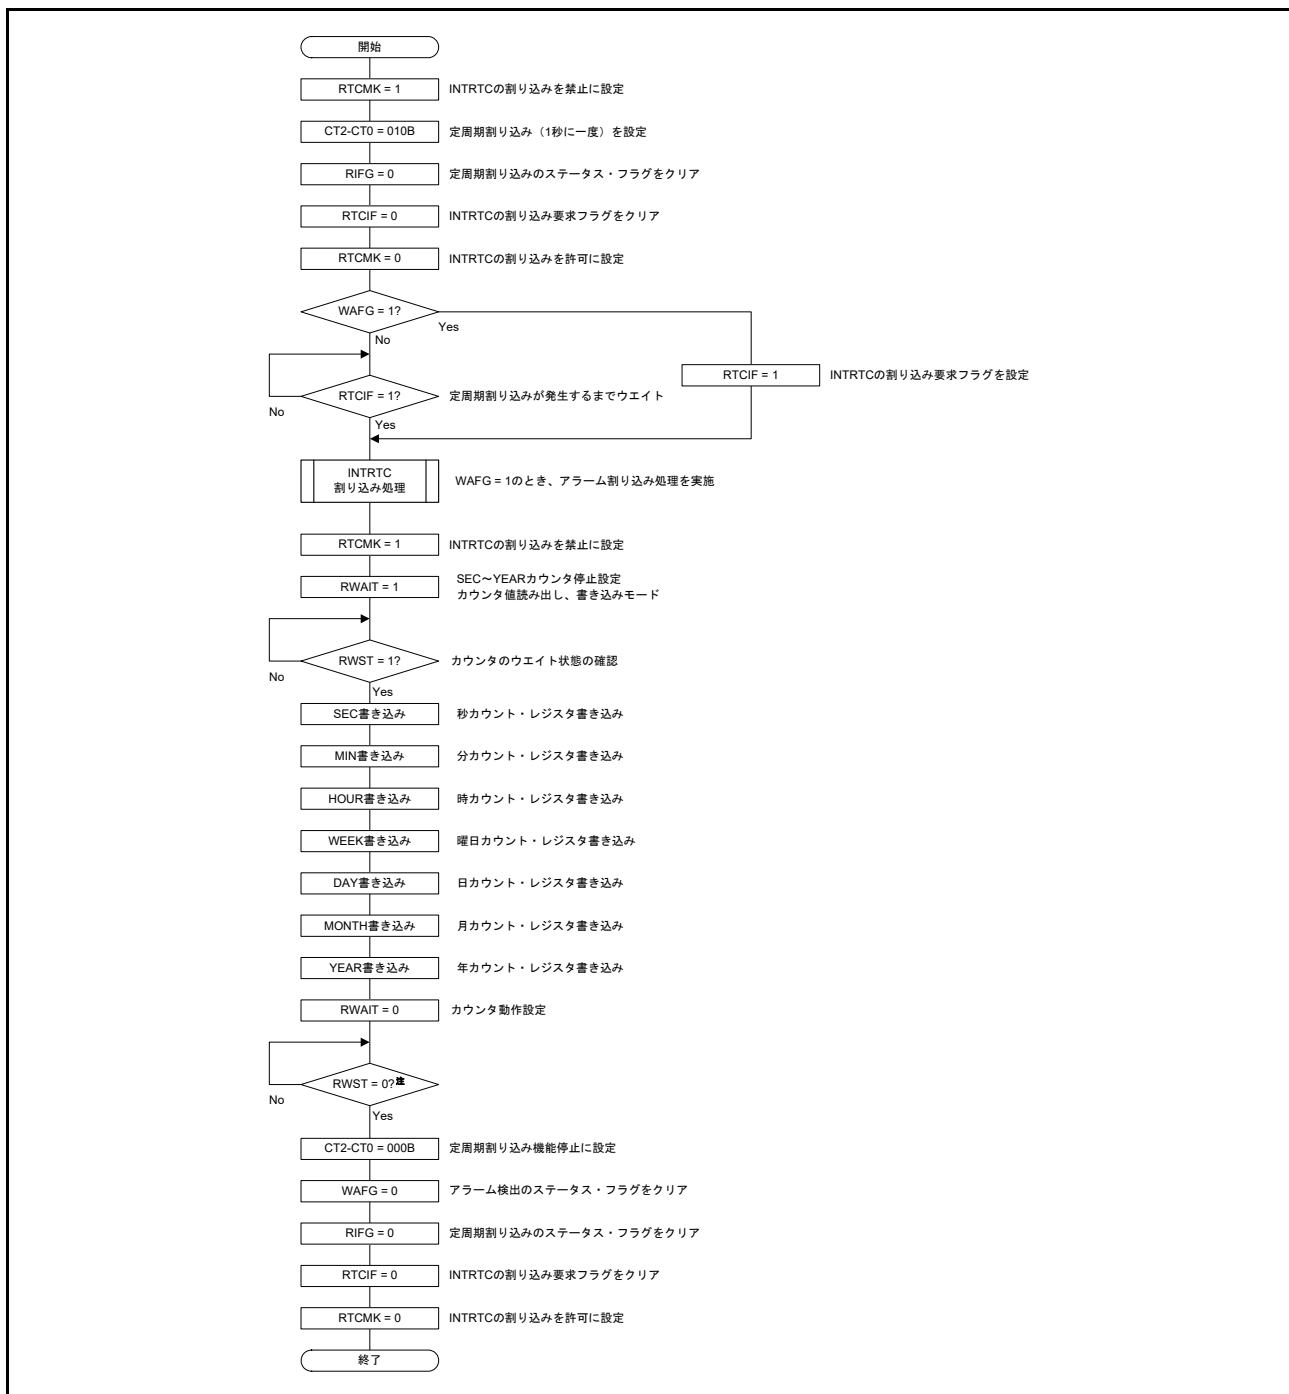 開始
RTCMK = 1
INTRTCの割り込みを禁止に設定
CT2-CT0 = 010B
定周期割り込み（1秒に一度）を設定
RIFG = 0
定周期割り込みのステータス・フラグをクリア
RTCIF = 0
INTRTCの割り込み要求フラグをクリア
RTCMK = 0
INTRTCの割り込みを許可に設定
WAFG = 1?
Yes
No
RTCIF = 1
INTRTCの割り込み要求フラグを設定
RTCIF = 1?
定周期割り込みが発生するまでウエイト
No
Yes
INTRTC
割り込み処理
WAFG = 1のとき、アラーム割り込み処理を実施
RTCMK = 1
INTRTCの割り込みを禁止に設定
RWAIT = 1
SEC～YEARカウンタ停止設定
カウンタ値読み出し、書き込みモード
RWST = 1?
カウンタのウエイト状態の確認
No
Yes
SEC書き込み
秒カウント・レジスタ書き込み
MIN書き込み
分カウント・レジスタ書き込み
HOUR書き込み
時カウント・レジスタ書き込み
WEEK書き込み
曜日カウント・レジスタ書き込み
DAY書き込み
日カウント・レジスタ書き込み
MONTH書き込み
月カウント・レジスタ書き込み
YEAR書き込み
年カウント・レジスタ書き込み
RWAIT = 0
カウンタ動作設定
RWST = 0?注
No
Yes
CT2-CT0 = 000B
定周期割り込み機能停止に設定
WAFG = 0
アラーム検出のステータス・フラグをクリア
RIFG = 0
定周期割り込みのステータス・フラグをクリア
RTCIF = 0
INTRTCの割り込み要求フラグをクリア
RTCMK = 0
INTRTCの割り込みを許可に設定
終了